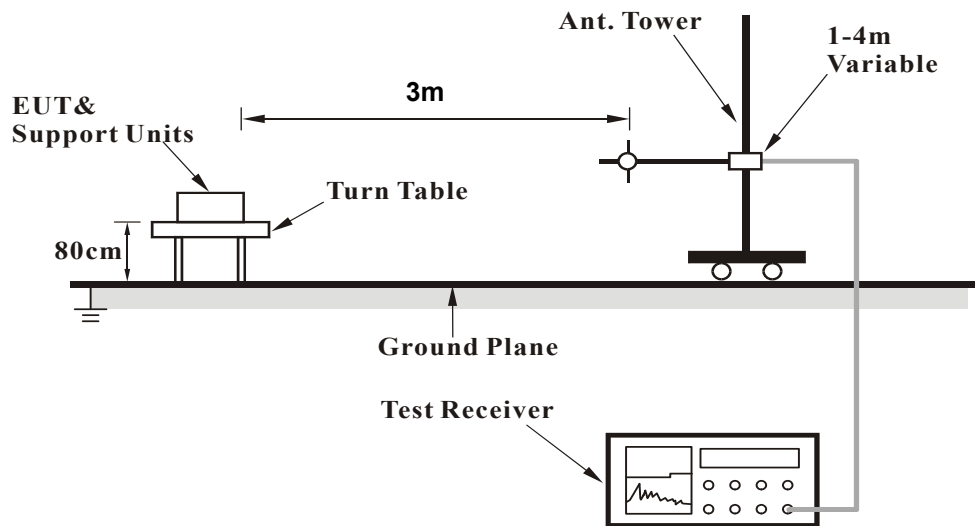 Ant. Tower
1-4m
Variable
3m
EUT&
Support Units
Turn Table
80cm
Ground Plane
Test Receiver